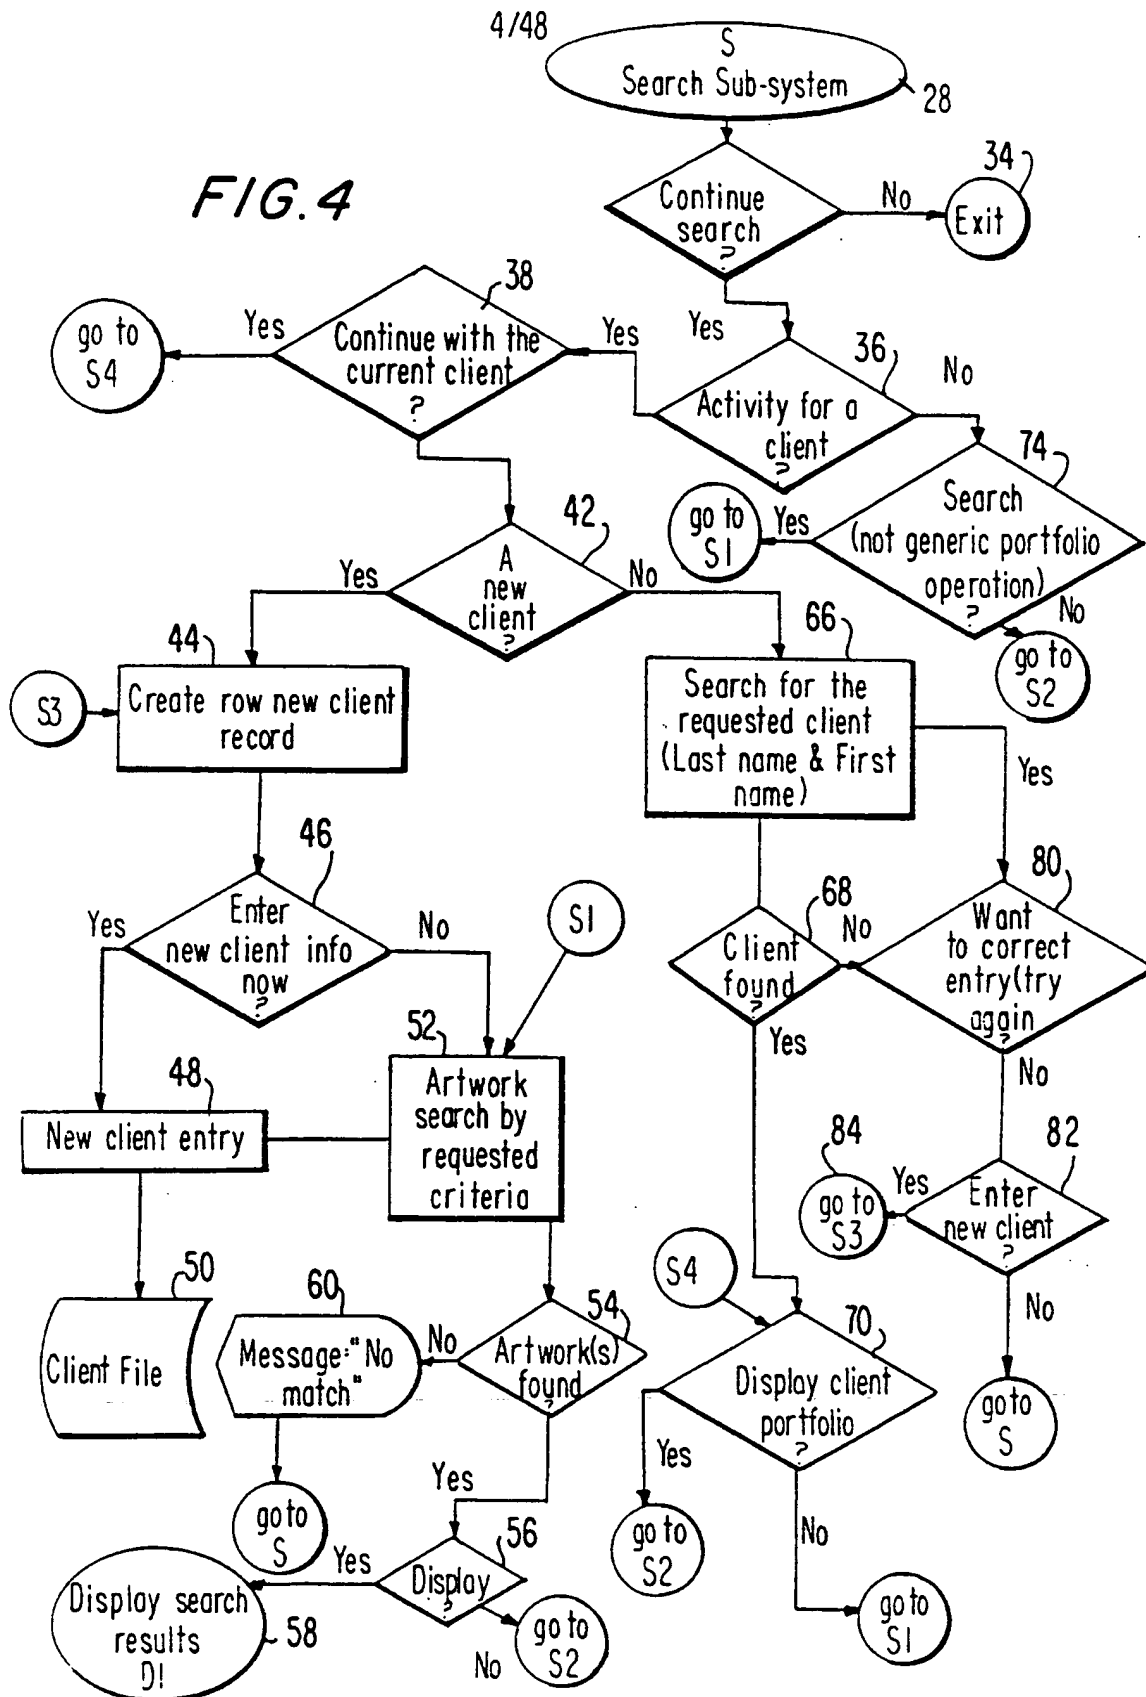 4/48
S
Search Sub-system
28
FIG.4
Continue
search
?
No
34
Exit
Yes
38
Continue with the
current client
?
Yes
go to
S4
Yes
36
Activity for a
client
?
No
74
Search
(not generic portfolio
operation)
?
Yes
go to
S1
No
go to
S2
42
A
new
client
?
Yes
No
44
S3
Create row new client
record
66
Search for the
requested client
(Last name & First
name)
Yes
46
Enter
new client info
now
?
Yes
No
S1
68
Client
found
?
No
Yes
80
Want
to correct
entry(try
again
?
No
52
Artwork
search by
requested
criteria
48
New client entry
84
go to
S3
Yes
82
Enter
new client
?
No
go to
S
50
Client File
60
Message:"No
match"
No
54
Artwork(s)
found
?
S4
70
Display client
portfolio
?
Yes
go to
S2
No
go to
S1
go to
S
Yes
56
Display
?
Yes
Display search
results
D1
58
No
go to
S2